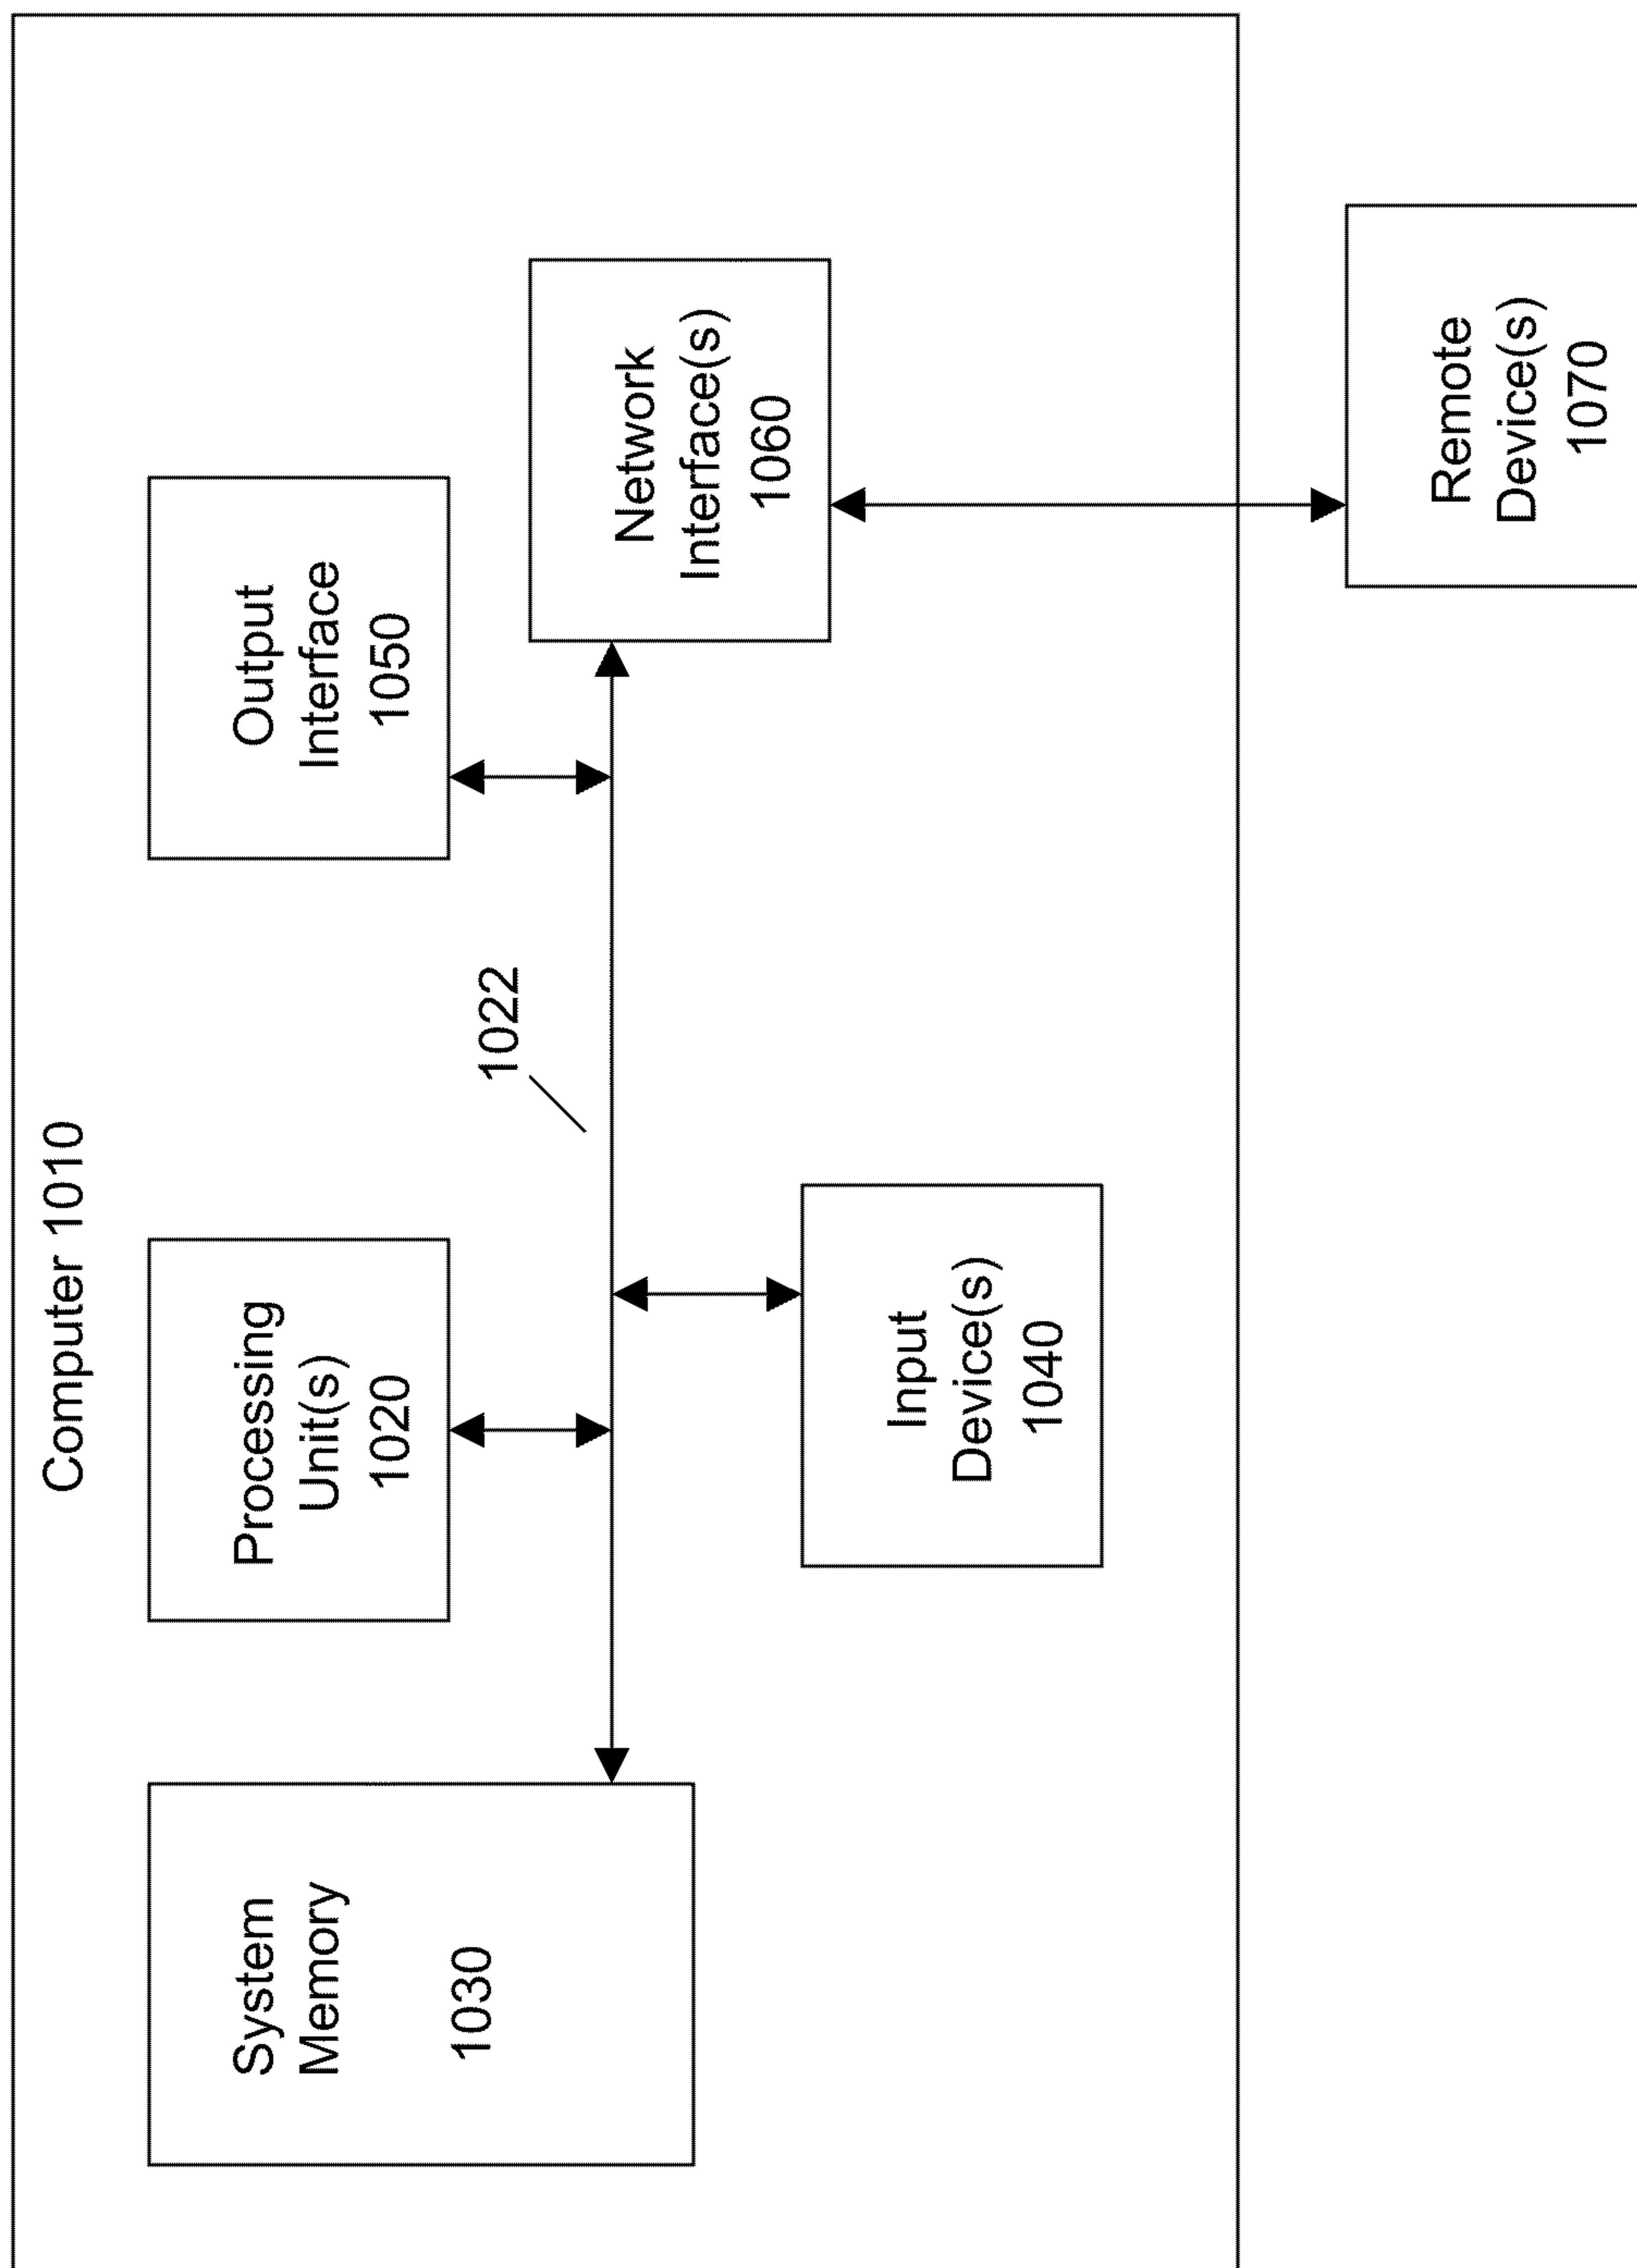 Computer 1010
System
Memory
1030
Processing
Unit(s)
1020
Output
Interface
1050
1022
Network
Interface(s)
1060
Input
Device(s)
1040
Remote
Device(s)
1070